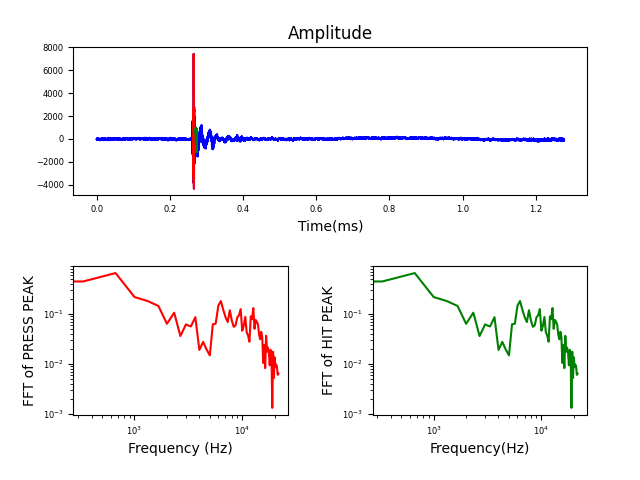 Amplitude
8000
6000
4000
2000
0
−2000
−4000
0.0 0.2 0.4 0.6 0.8 1.0 1.2
Time(ms)
FFT of PRESS PEAK
10⁻¹
10⁻²
10⁻³
10³ 10⁴
Frequency (Hz)
FFT of HIT PEAK
10⁻¹
10⁻²
10⁻³
10³ 10⁴
Frequency(Hz)